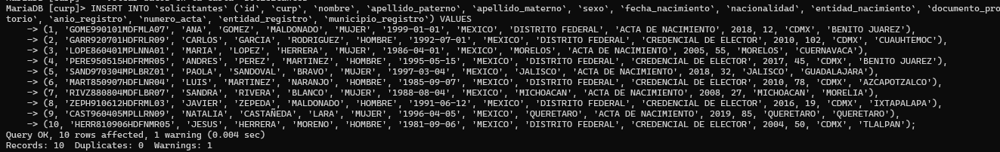 MariaDB [curp]> INSERT INTO `solicitantes` (`id`, `curp`, `nombre`, `apellido_paterno`, `apellido_materno`, `sexo`, `fecha_nacimiento`, `nacionalidad`, `entidad_nacimiento`, `documento_pro
torio`, `anio_registro`, `numero_acta`, `entidad_registro`, `municipio_registro`) VALUES
-> (1, 'GOME990101MDFMLA07', 'ANA', 'GOMEZ', 'MALDONADO', 'MUJER', '1999-01-01', 'MEXICO', 'DISTRITO FEDERAL', 'ACTA DE NACIMIENTO', 2018, 12, 'CDMX', 'BENITO JUAREZ'),
-> (2, 'GARR920701HDFRLR09', 'CARLOS', 'GARCIA', 'RODRIGUEZ', 'HOMBRE', '1992-07-01', 'MEXICO', 'DISTRITO FEDERAL', 'CREDENCIAL DE ELECTOR', 2010, 102, 'CDMX', 'CUAUHTEMOC'),
-> (3, 'LOPE860401MPLNNA01', 'MARIA', 'LOPEZ', 'HERRERA', 'MUJER', '1986-04-01', 'MEXICO', 'MORELOS', 'ACTA DE NACIMIENTO', 2005, 55, 'MORELOS', 'CUERNAVACA'),
-> (4, 'PERE950515HDFRMR05', 'ANDRES', 'PEREZ', 'MARTINEZ', 'HOMBRE', '1995-05-15', 'MEXICO', 'DISTRITO FEDERAL', 'CREDENCIAL DE ELECTOR', 2017, 45, 'CDMX', 'BENITO JUAREZ'),
-> (5, 'SAND970304MPLBRZ01', 'PAOLA', 'SANDOVAL', 'BRAVO', 'MUJER', '1997-03-04', 'MEXICO', 'JALISCO', 'ACTA DE NACIMIENTO', 2018, 32, 'JALISCO', 'GUADALAJARA'),
-> (6, 'MART850907HDFLNR04', 'LUIS', 'MARTINEZ', 'NARANJO', 'HOMBRE', '1985-09-07', 'MEXICO', 'DISTRITO FEDERAL', 'CREDENCIAL DE ELECTOR', 2010, 78, 'CDMX', 'AZCAPOTZALCO'),
-> (7, 'RIVZ880804MDFLBR07', 'SANDRA', 'RIVERA', 'BLANCO', 'MUJER', '1988-08-04', 'MEXICO', 'MICHOACAN', 'ACTA DE NACIMIENTO', 2008, 27, 'MICHOACAN', 'MORELIA'),
-> (8, 'ZEPH910612HDFRML03', 'JAVIER', 'ZEPEDA', 'MALDONADO', 'HOMBRE', '1991-06-12', 'MEXICO', 'DISTRITO FEDERAL', 'CREDENCIAL DE ELECTOR', 2016, 19, 'CDMX', 'IXTAPALAPA'),
-> (9, 'CAST960405MPLLRN09', 'NATALIA', 'CASTAÑEDA', 'LARA', 'MUJER', '1996-04-05', 'MEXICO', 'QUERETARO', 'ACTA DE NACIMIENTO', 2019, 85, 'QUERETARO', 'QUERETARO'),
-> (10, 'HERR810906HDFNMR05', 'JESUS', 'HERRERA', 'MORENO', 'HOMBRE', '1981-09-06', 'MEXICO', 'DISTRITO FEDERAL', 'CREDENCIAL DE ELECTOR', 2004, 50, 'CDMX', 'TLALPAN');
Query OK, 10 rows affected, 1 warning (0.004 sec)
Records: 10  Duplicates: 0  Warnings: 1